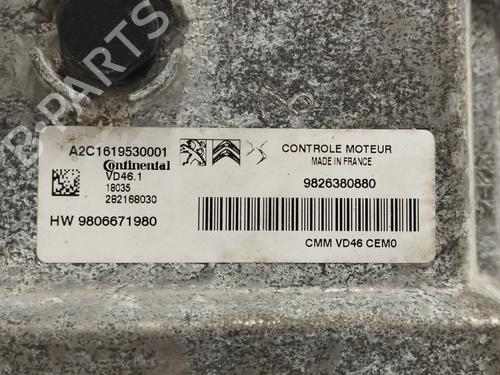 A2C1619530001
Continental
VD46.1
18035
282168030
HW 9806671980
CONTROLE MOTEUR
MADE IN FRANCE
9826380880
CMM VD46 CEM0
B-PARTS